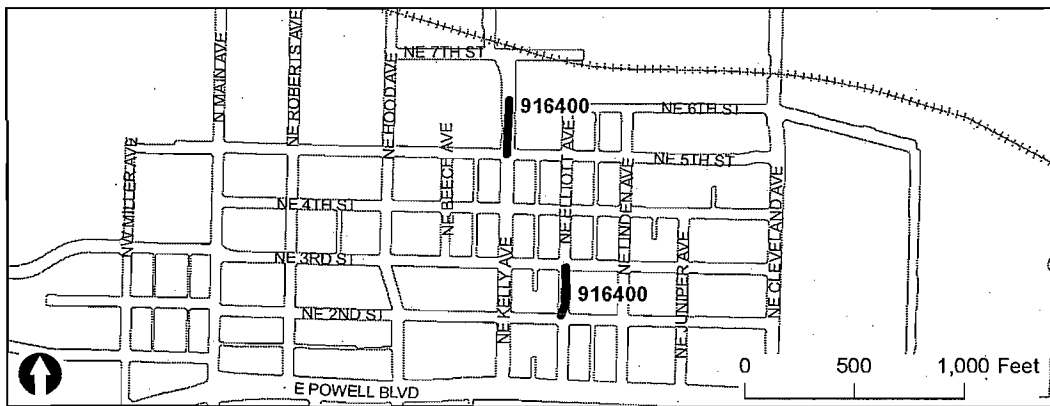 NE 7TH ST
N MAIN AVE
NE ROBERTS AVE
NE HOOD AVE
916400
NE 6TH ST
NW MILLER AVE
NE BEECH AVE
NE ELLIOTT AVE
NE 5TH ST
NE 4TH ST
NE LINDEN AVE
NE CLEVELAND AVE
NE 3RD ST
NE KELLY AVE
NE JUNIPER AVE
916400
NE 2ND ST
E POWELL BLVD
0 500 1,000 Feet